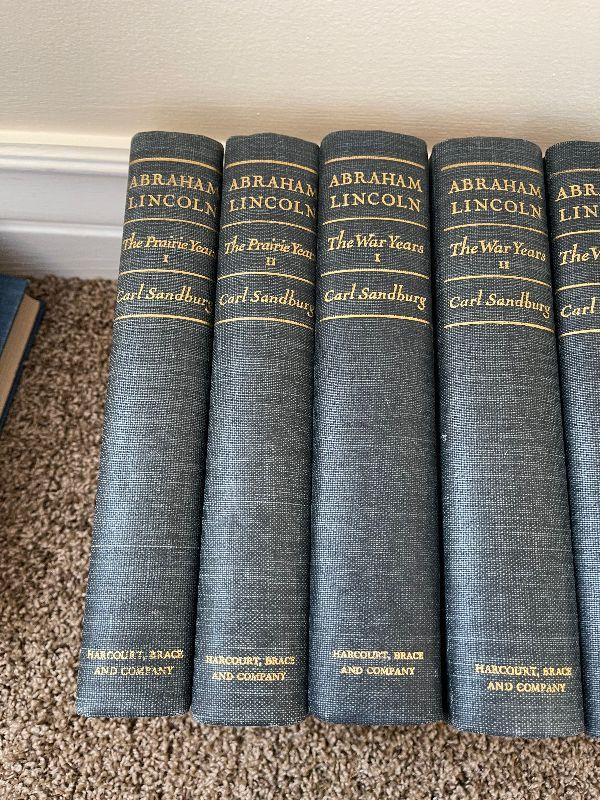 ABRAHAM
LINCOLN
The Prairie Years
I
Carl Sandburg
HARCOURT, BRACE
AND COMPANY
ABRAHAM
LINCOLN
The Prairie Years
II
Carl Sandburg
HARCOURT, BRACE
AND COMPANY
ABRAHAM
LINCOLN
The War Years
I
Carl Sandburg
HARCOURT, BRACE
AND COMPANY
ABRAHAM
LINCOLN
The War Years
II
Carl Sandburg
HARCOURT, BRACE
AND COMPANY